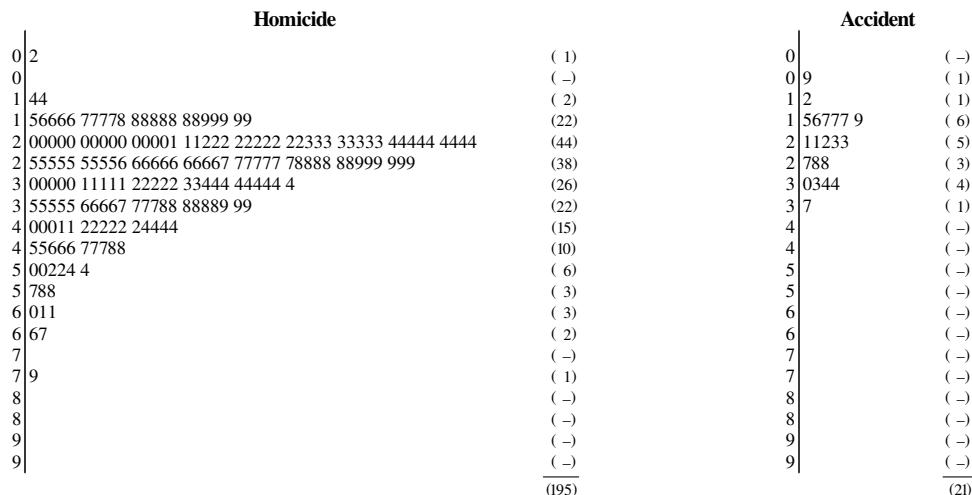 Homicide Accident
0 2 ( 1) 0 ( –)
0 ( –) 0 9 ( 1)
1 44 ( 2) 1 2 ( 1)
1 56666 77778 88888 88999 99 (22) 1 56777 9 ( 6)
2 00000 00000 00001 11222 22222 22333 33333 44444 4444 (44) 2 11233 ( 5)
2 55555 55556 66666 66667 77777 78888 88999 999 (38) 2 788 ( 3)
3 00000 11111 22222 33444 44444 4 (26) 3 0344 ( 4)
3 55555 66667 77788 88889 99 (22) 3 7 ( 1)
4 00011 22222 24444 (15) 4 ( –)
4 55666 77788 (10) 4 ( –)
5 00224 4 ( 6) 5 ( –)
5 788 ( 3) 5 ( –)
6 011 ( 3) 6 ( –)
6 67 ( 2) 6 ( –)
7 ( –) 7 ( –)
7 9 ( 1) 7 ( –)
8 ( –) 8 ( –)
8 ( –) 8 ( –)
9 ( –) 9 ( –)
9 ( –) 9 ( –)
(195) (21)